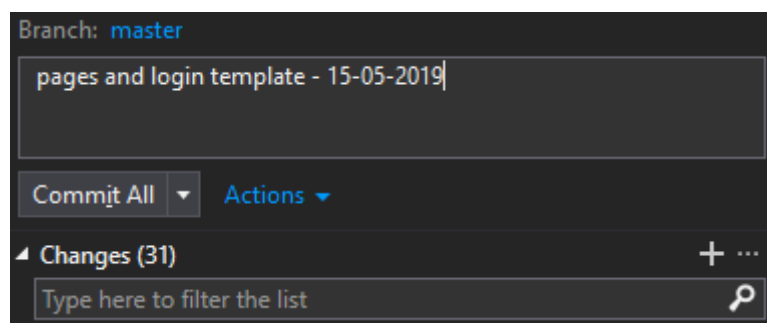 Branch: master
pages and login template - 15-05-2019
Commit All Actions
Changes (31)
Type here to filter the list